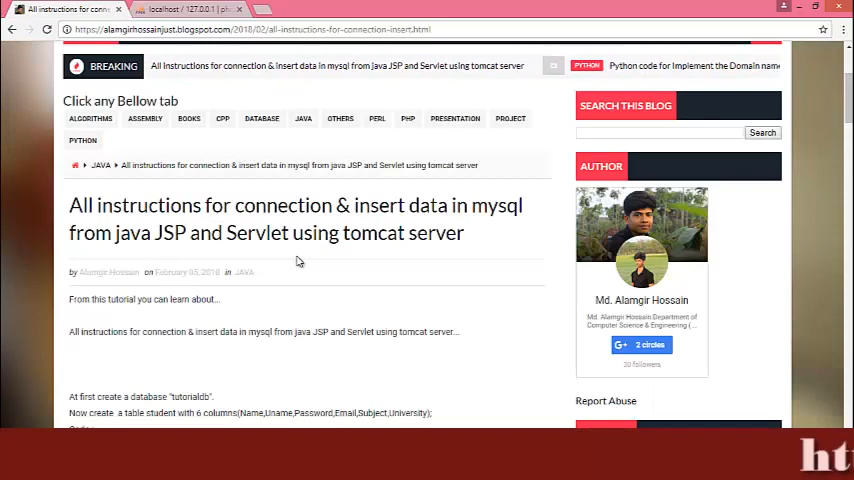 All instructions for conne
localhost / 127.0.0.1 | ph
https://alamgirhossainjust.blogspot.com/2018/02/all-instructions-for-connection-insert.html
BREAKING
All instructions for connection & insert data in mysql from java JSP and Servlet using tomcat server
PYTHON
Python code for Implement the Domain name
Click any Bellow tab
ALGORITHMS ASSEMBLY BOOKS CPP DATABASE JAVA OTHERS PERL PHP PRESENTATION PROJECT
PYTHON
SEARCH THIS BLOG
Search
JAVA All instructions for connection & insert data in mysql from java JSP and Servlet using tomcat server
AUTHOR
All instructions for connection & insert data in mysql
from java JSP and Servlet using tomcat server
by Alamgir Hossain on February 05, 2018 in JAVA
From this tutorial you can learn about...
All instructions for connection & insert data in mysql from java JSP and Servlet using tomcat server...
At first create a database "tutorialdb".
Now create a table student with 6 columns(Name,Uname,Password,Email,Subject,University);
Md. Alamgir Hossain
Md. Alamgir Hossain Department of
Computer Science & Engineering (...
G+ 2 circles
followers
Report Abuse
ht